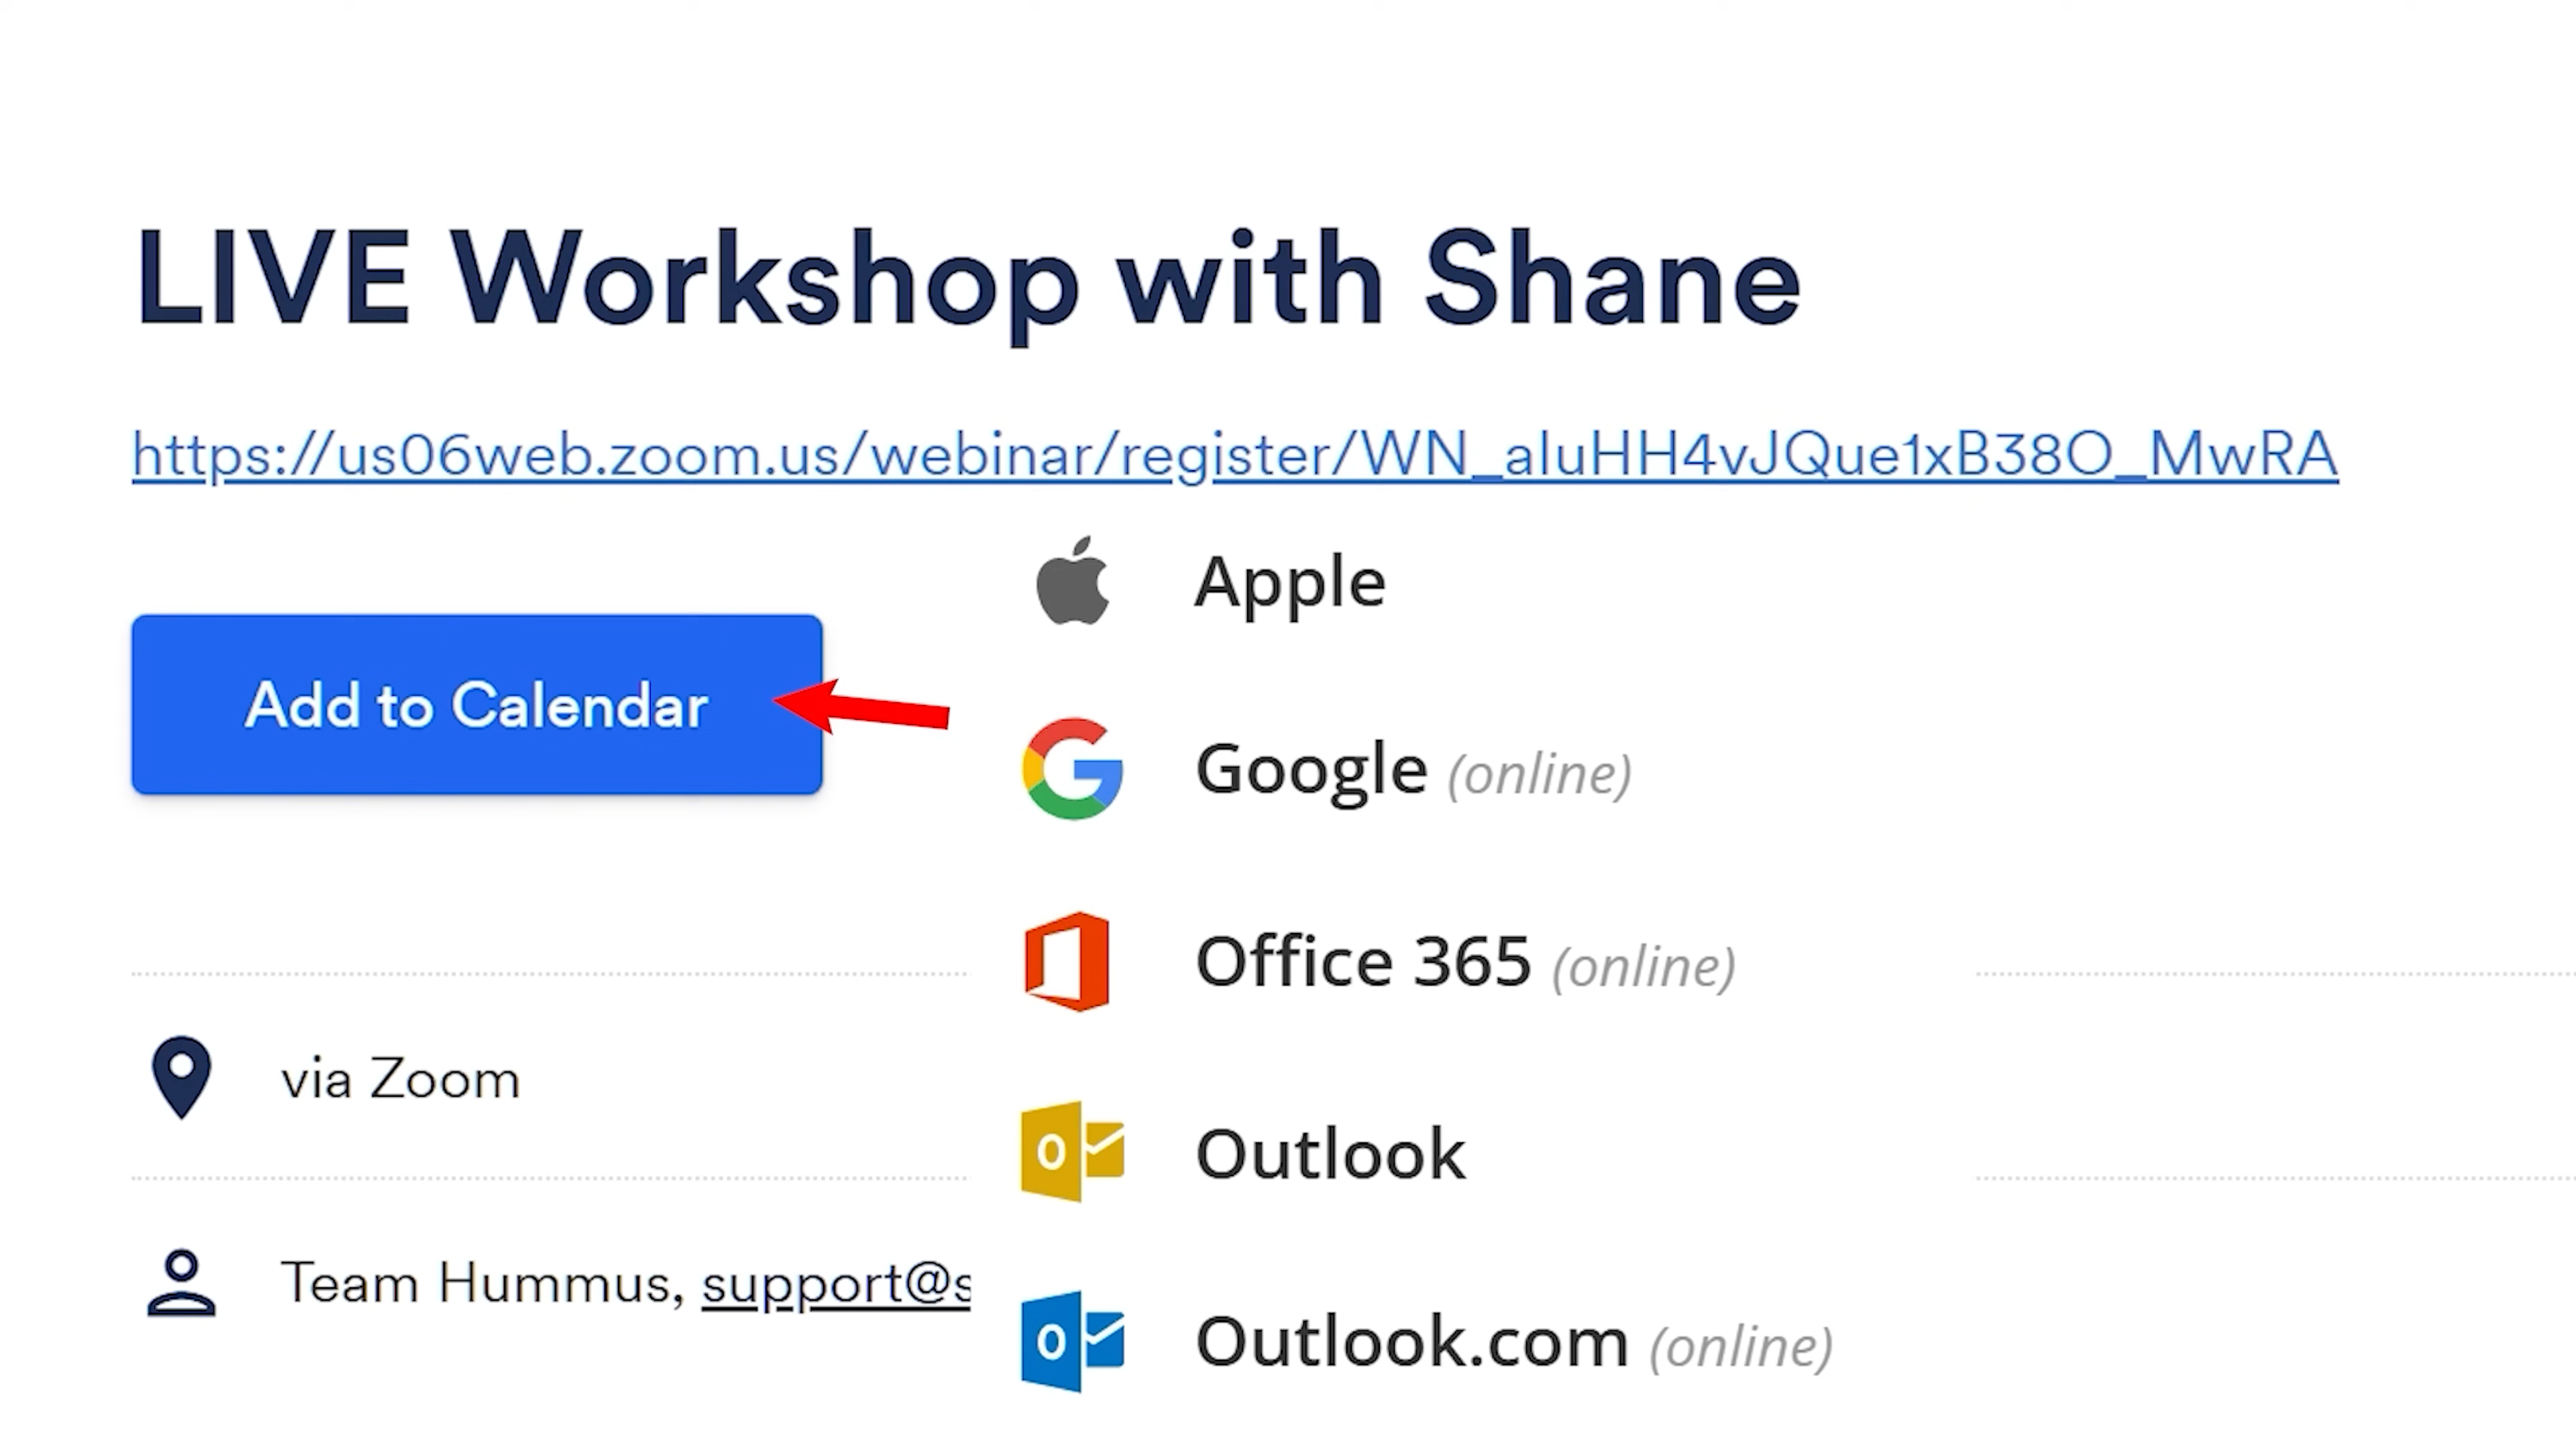 LIVE Workshop with Shane
https://us06web.zoom.us/webinar/register/WN_aluHH4vJQue1xB38O_MwRA
Add to Calendar
Apple
Google (online)
Office 365 (online)
Outlook
Outlook.com (online)
via Zoom
Team Hummus, support@s